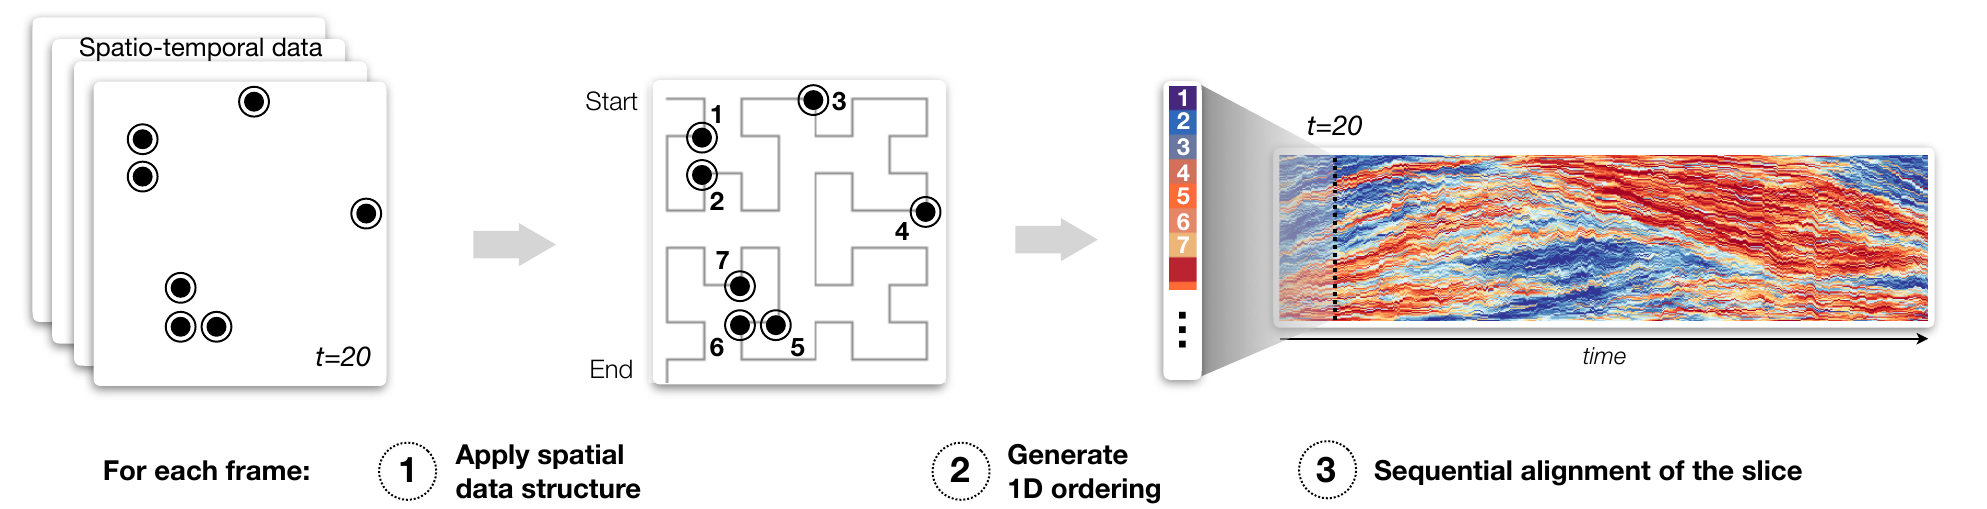 Spatio-temporal data
t=20
Start
1
2
3
4
7
6
5
End
1
2
3
4
5
6
7
t=20
time
For each frame:
1
Apply spatial
data structure
2
Generate
1D ordering
3
Sequential alignment of the slice